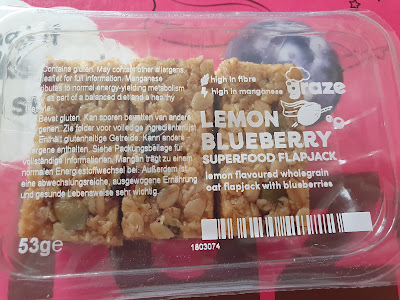 Contains gluten. May contain other allergens.
leaflet for full information. Manganese
tributes to normal energy-yielding metabolism
as part of a balanced diet and a healthy
Bevat gluten. Kan sporen bevatten van andere
genen. Zie folder voor volledige ingrediëntenlijst
Enthält glutenhaltige Getreide. Kann andere
ergene enthalten. Siehe Packungsbeilage für
vollständige Informationen. Mangan trägt zu einem
normalen Energiestoffwechsel bei. Außerdem ist
eine abwechslungsreiche, ausgewogene Ernährung
und gesunde Lebensweise sehr wichtig.
53ge
high in fibre
high in manganese
graze
LEMON
BLUEBERRY
SUPERFOOD FLAPJACK
lemon flavoured wholegrain
oat flapjack with blueberries
1803074